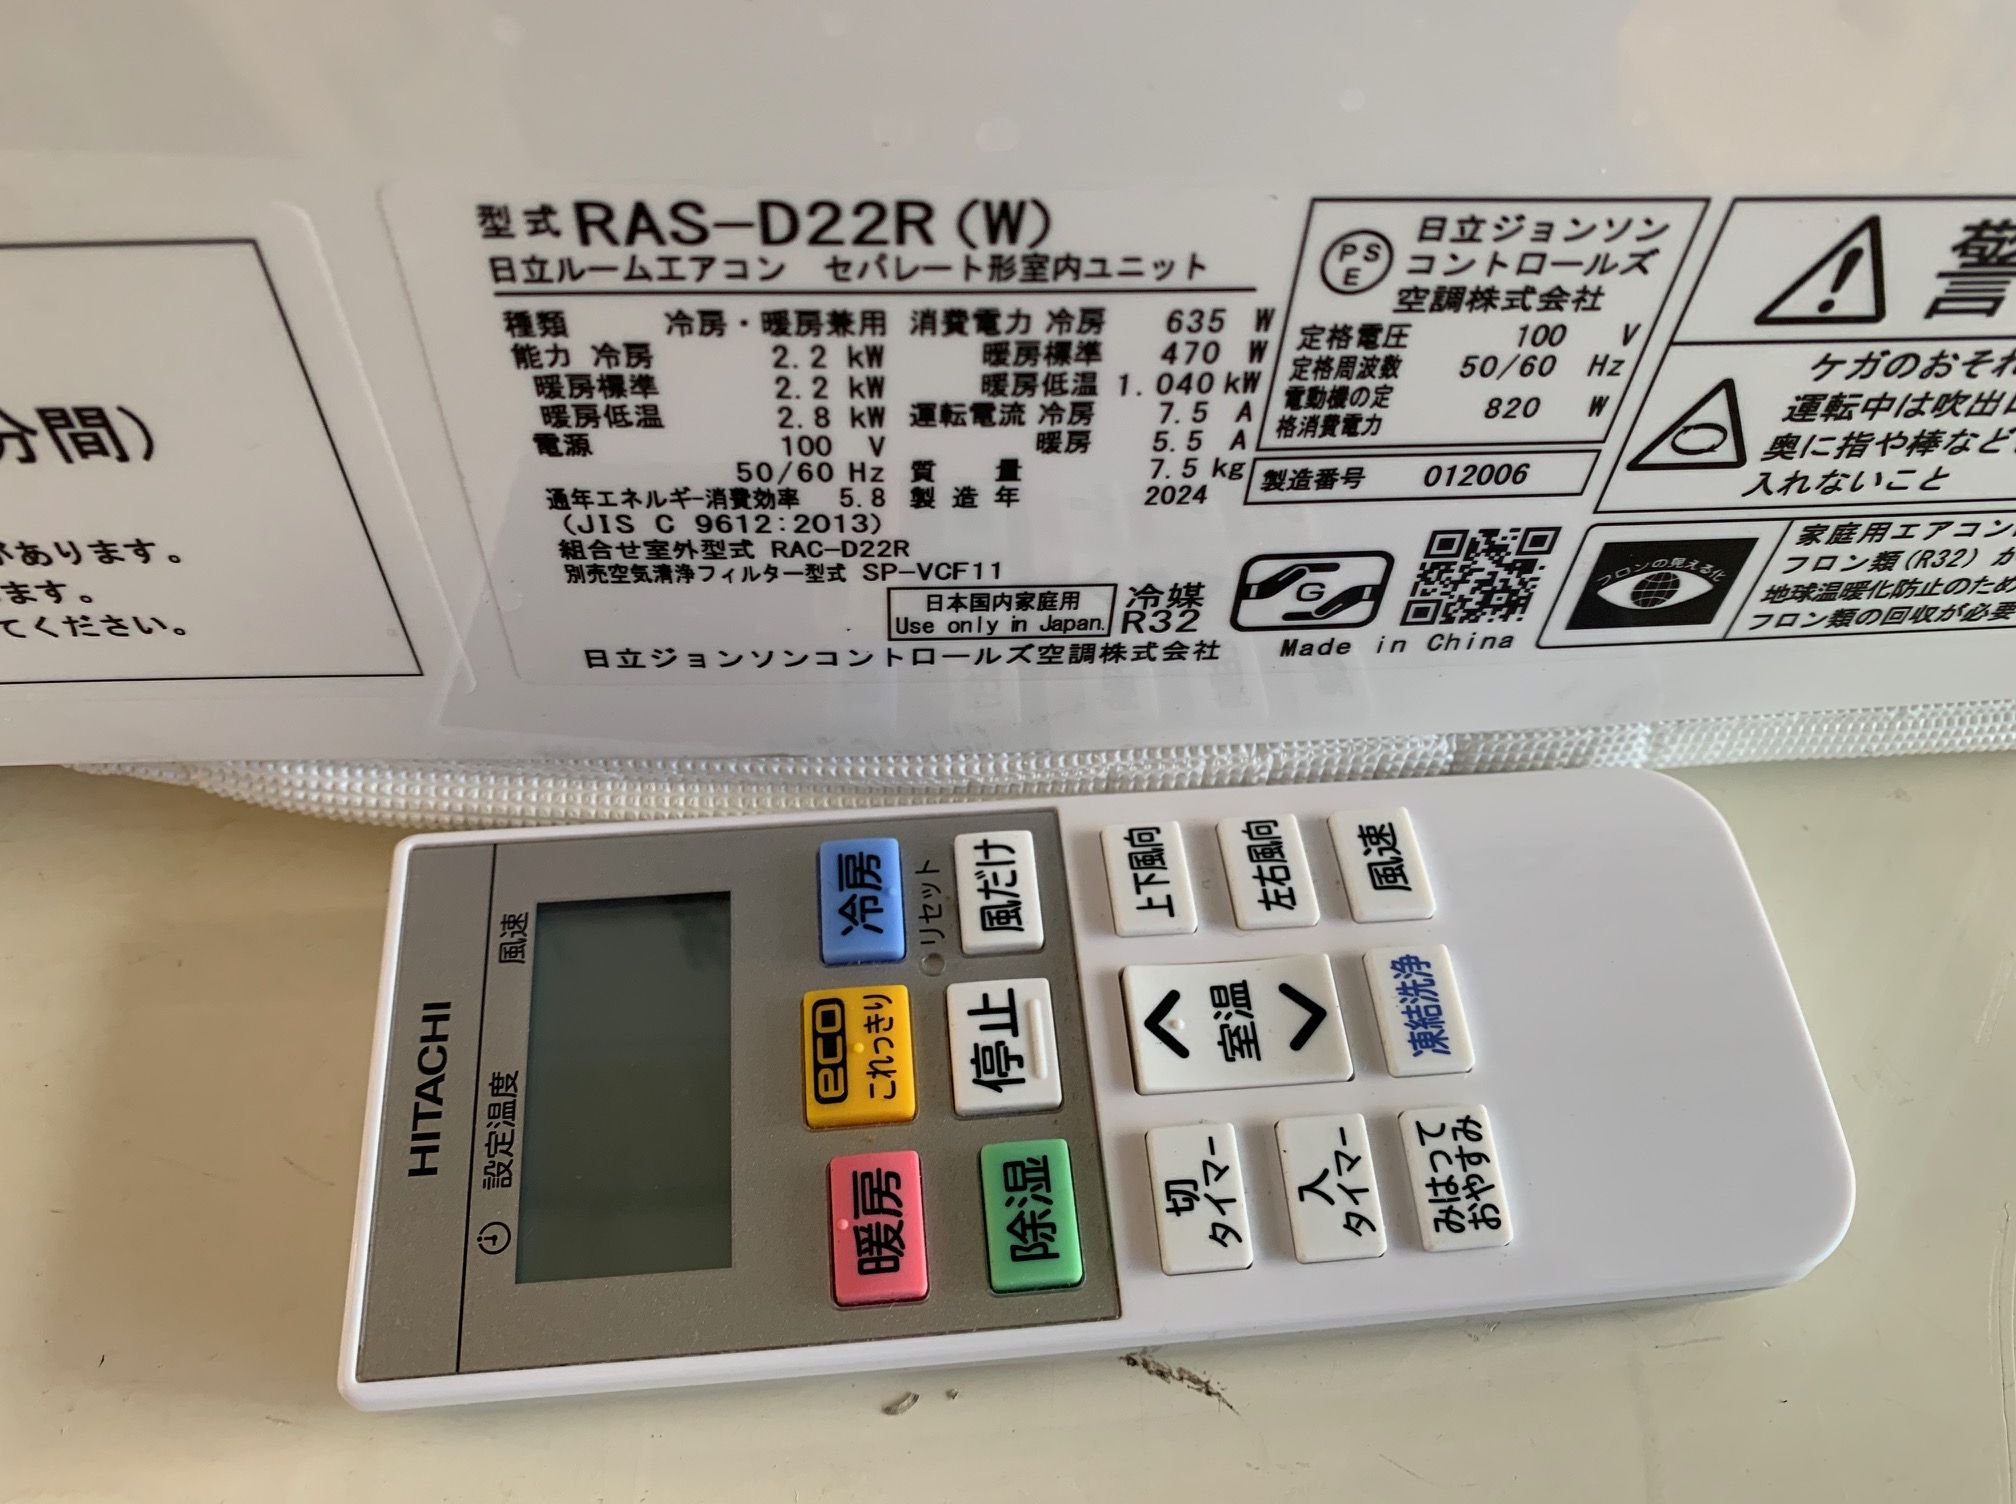 分間)
があります。
ます。
てください。
型式 RAS-D22R (W)
日立ルームエアコン セパレート形室内ユニット
種類 冷房・暖房兼用
能力 冷房 2.2 kW
暖房標準 2.2 kW
暖房低温 2.8 kW
電源 100 V
50/60 Hz
通年エネルギー消費効率 5.8
(JIS C 9612:2013)
消費電力 冷房 635 W
暖房標準 470 W
暖房低温 1.040 kW
運転電流 冷房 7.5 A
暖房 5.5 A
質量 7.5 kg
製造年 2024
組合せ室外型式 RAC-D22R
別売空気清浄フィルター型式 SP-VCF11
日本国内家庭用
Use only in Japan.
冷媒
R32
日立ジョンソンコントロールズ空調株式会社
PS
E
日立ジョンソン
コントロールズ
空調株式会社
定格電圧 100 V
定格周波数 50/60 Hz
電動機の定
格消費電力 820 W
製造番号 012006
G
Made in China
警
ケガのおそれ
運転中は吹出
奥に指や棒など
入れないこと
フロンの見える化
家庭用エアコン
フロン類(R32)が
地球温暖化防止のため
フロン類の回収が必要
HITACHI
設定温度
風速
冷房
eco
これっきり
暖房
リセット
風だけ
停止
除湿
上下風向
左右風向
風速
室温
凍結洗浄
切
タイマー
入
タイマー
みはって
おやすみ